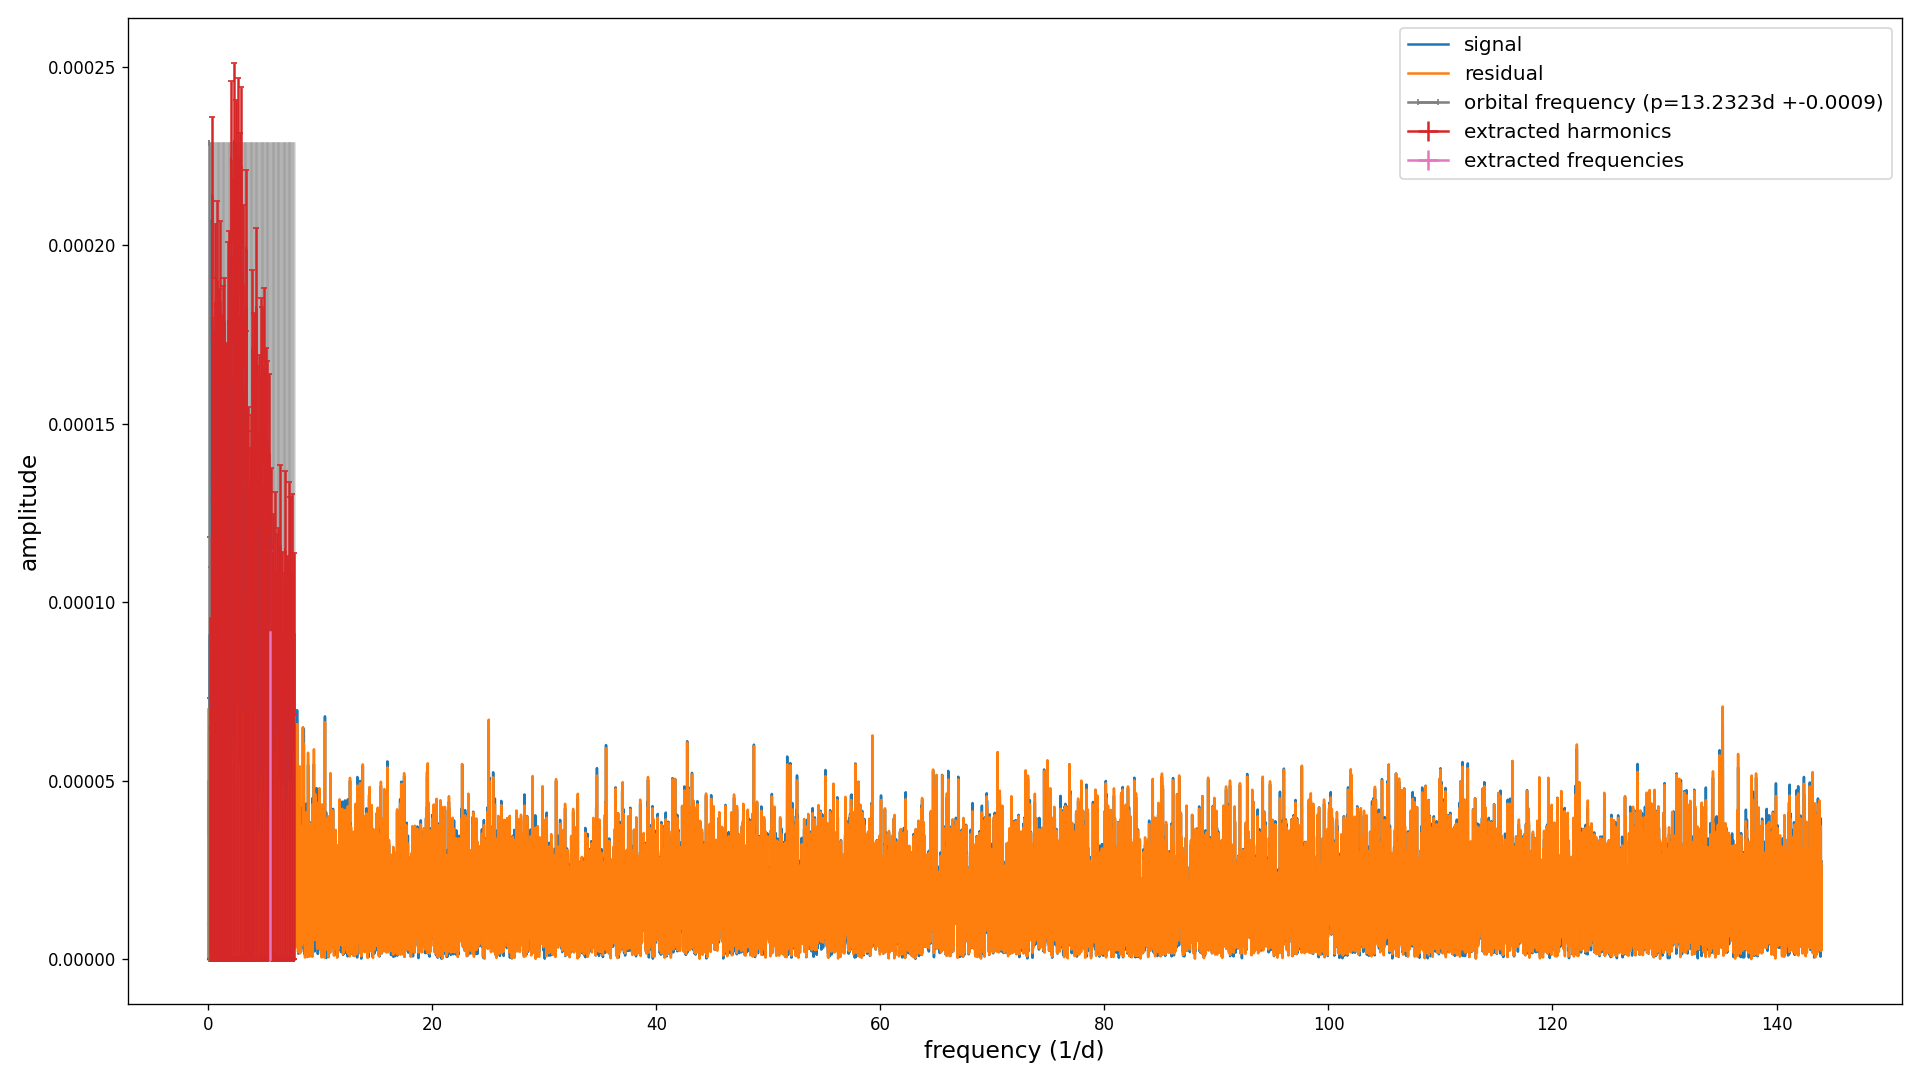 signal
residual
orbital frequency (p=13.2323d +-0.0009)
extracted harmonics
extracted frequencies
0.00025
0.00020
0.00015
0.00010
0.00005
0.00000
amplitude
0 20 40 60 80 100 120 140
frequency (1/d)